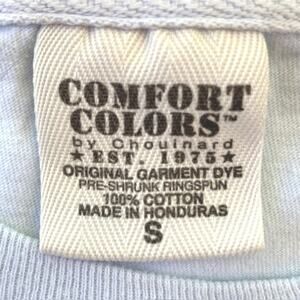 COMFORT
COLORS™
by Chouinard
★ EST. 1975 ★
ORIGINAL GARMENT DYE
PRE-SHRUNK RINGSPUN
100% COTTON
MADE IN HONDURAS
S